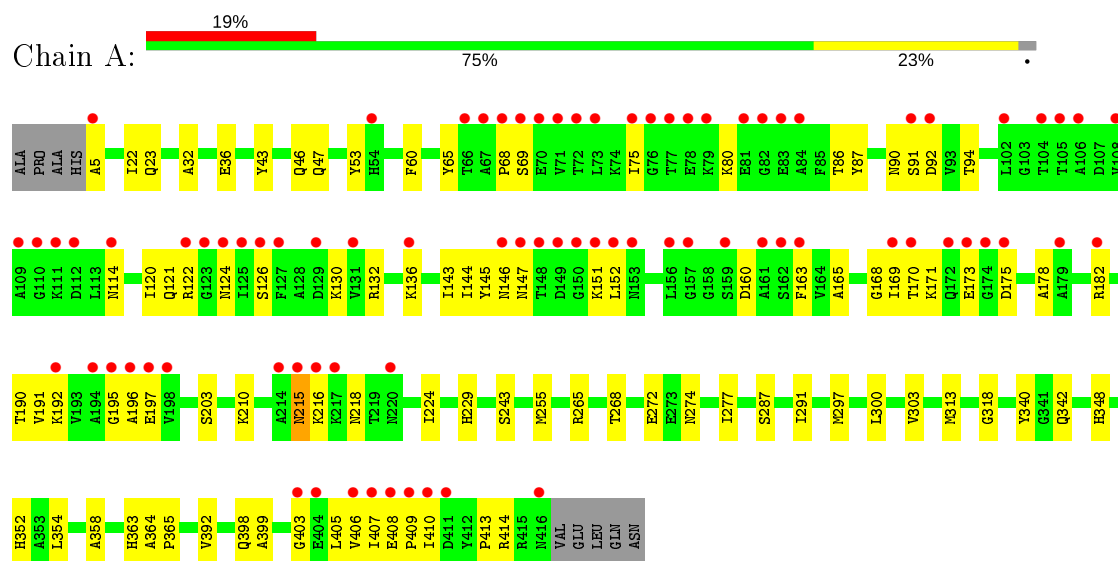 19%
Chain A:
75% 23% •
ALA PRO ALA HIS A5 I22 Q23 A32 E36 Y43 Q46 Q47 Y53 H54 F60 Y65 T66 A67 P68 S69 E70 V71 T72 L73 K74 I75 G76 T77 E78 K79 K80 E81 G82 E83 A84 F85 T86 Y87 N90 S91 D92 V93 T94 L102 G103 T104 T105 A106 D107
A109 G110 K111 D112 L113 N114 I120 Q121 R122 G123 N124 I125 S126 F127 A128 D129 K130 V131 R132 K136 I143 I144 Y145 N146 N147 T148 D149 G150 K151 L152 N153 L156 G157 G158 S159 D160 A161 S162 F163 V164 A165 G168 I169 T170 K171 Q172 E173 G174 D175 A178 A179 R182
T190 V191 K192 V193 A194 G195 A196 E197 V198 S203 K210 A214 N215 K216 K217 N218 T219 N220 I224 H229 S243 M255 R265 T268 E272 E273 N274 I277 S287 I291 M297 L300 V303 M313 G318 Y340 G341 Q342 H348
H352 A353 L354 A358 H363 A364 P365 V392 Q398 A399 G403 E404 L405 V406 I407 E408 P409 I410 D411 Y412 P413 R414 R415 N416 VAL GLU LEU GLN ASN